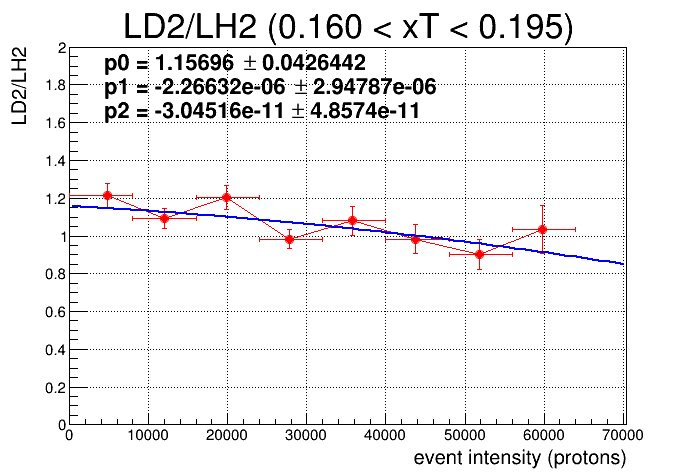 LD2/LH2 (0.160 < xT < 0.195)
LD2/LH2
p0 = 1.15696 ± 0.0426442
p1 = -2.26632e-06 ± 2.94787e-06
p2 = -3.04516e-11 ± 4.8574e-11
2
1.8
1.6
1.4
1.2
1
0.8
0.6
0.4
0.2
0
0 10000 20000 30000 40000 50000 60000 70000
event intensity (protons)